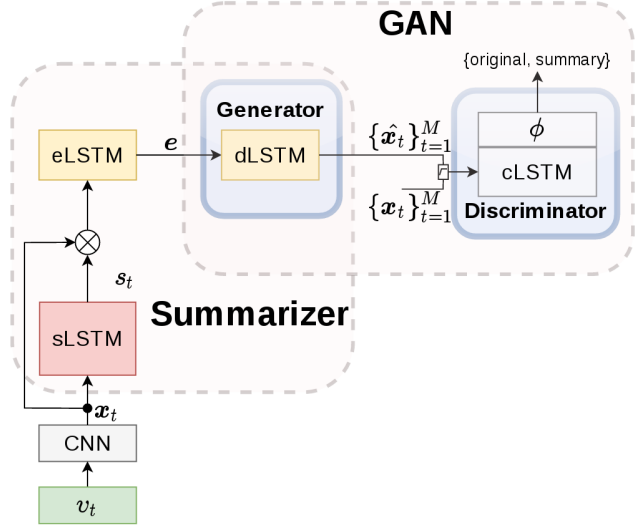 GAN
{original, summary}
Generator
ϕ
eLSTM
e
dLSTM
{x̂_t}_{t=1}^M
cLSTM
{x_t}_{t=1}^M
Discriminator
⊗
s_t
Summarizer
sLSTM
x_t
CNN
v_t